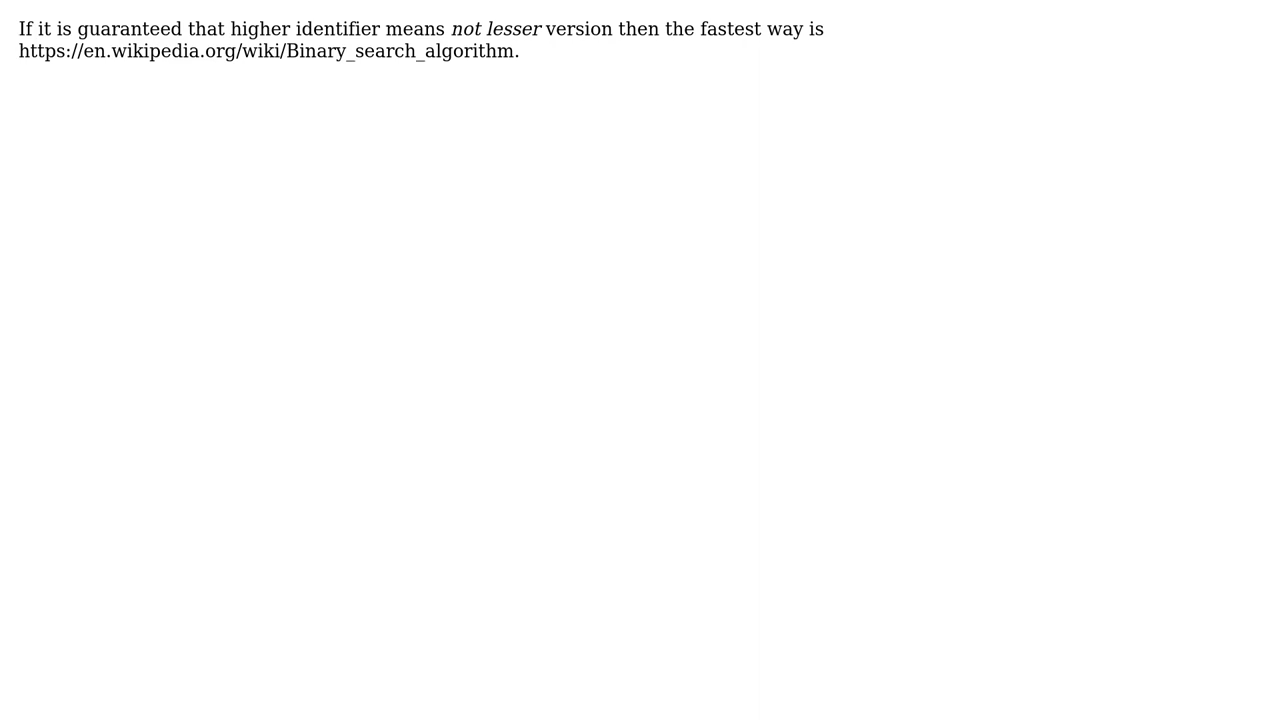 If it is guaranteed that higher identifier means not lesser version then the fastest way is
https://en.wikipedia.org/wiki/Binary_search_algorithm.